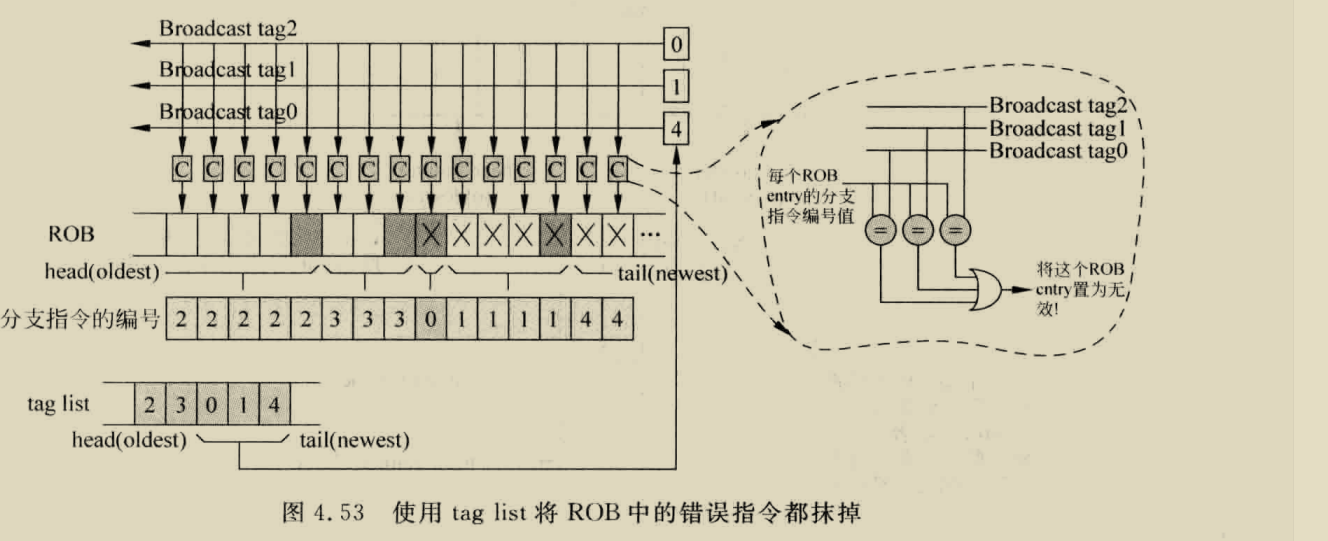 Broadcast tag2
0
Broadcast tag1
1
Broadcast tag0
4
C C C C C C C C C C C C C C C
ROB X X X X X X X ...
head(oldest) tail(newest)
分支指令的编号 2 2 2 2 2 3 3 3 0 1 1 1 1 4 4
tag list 2 3 0 1 4
head(oldest) tail(newest)
Broadcast tag2
Broadcast tag1
Broadcast tag0
每个ROB
entry的分支
指令编号值
= = =
将这个ROB
entry置为无
效!
图 4.53 使用 tag list 将 ROB 中的错误指令都抹掉